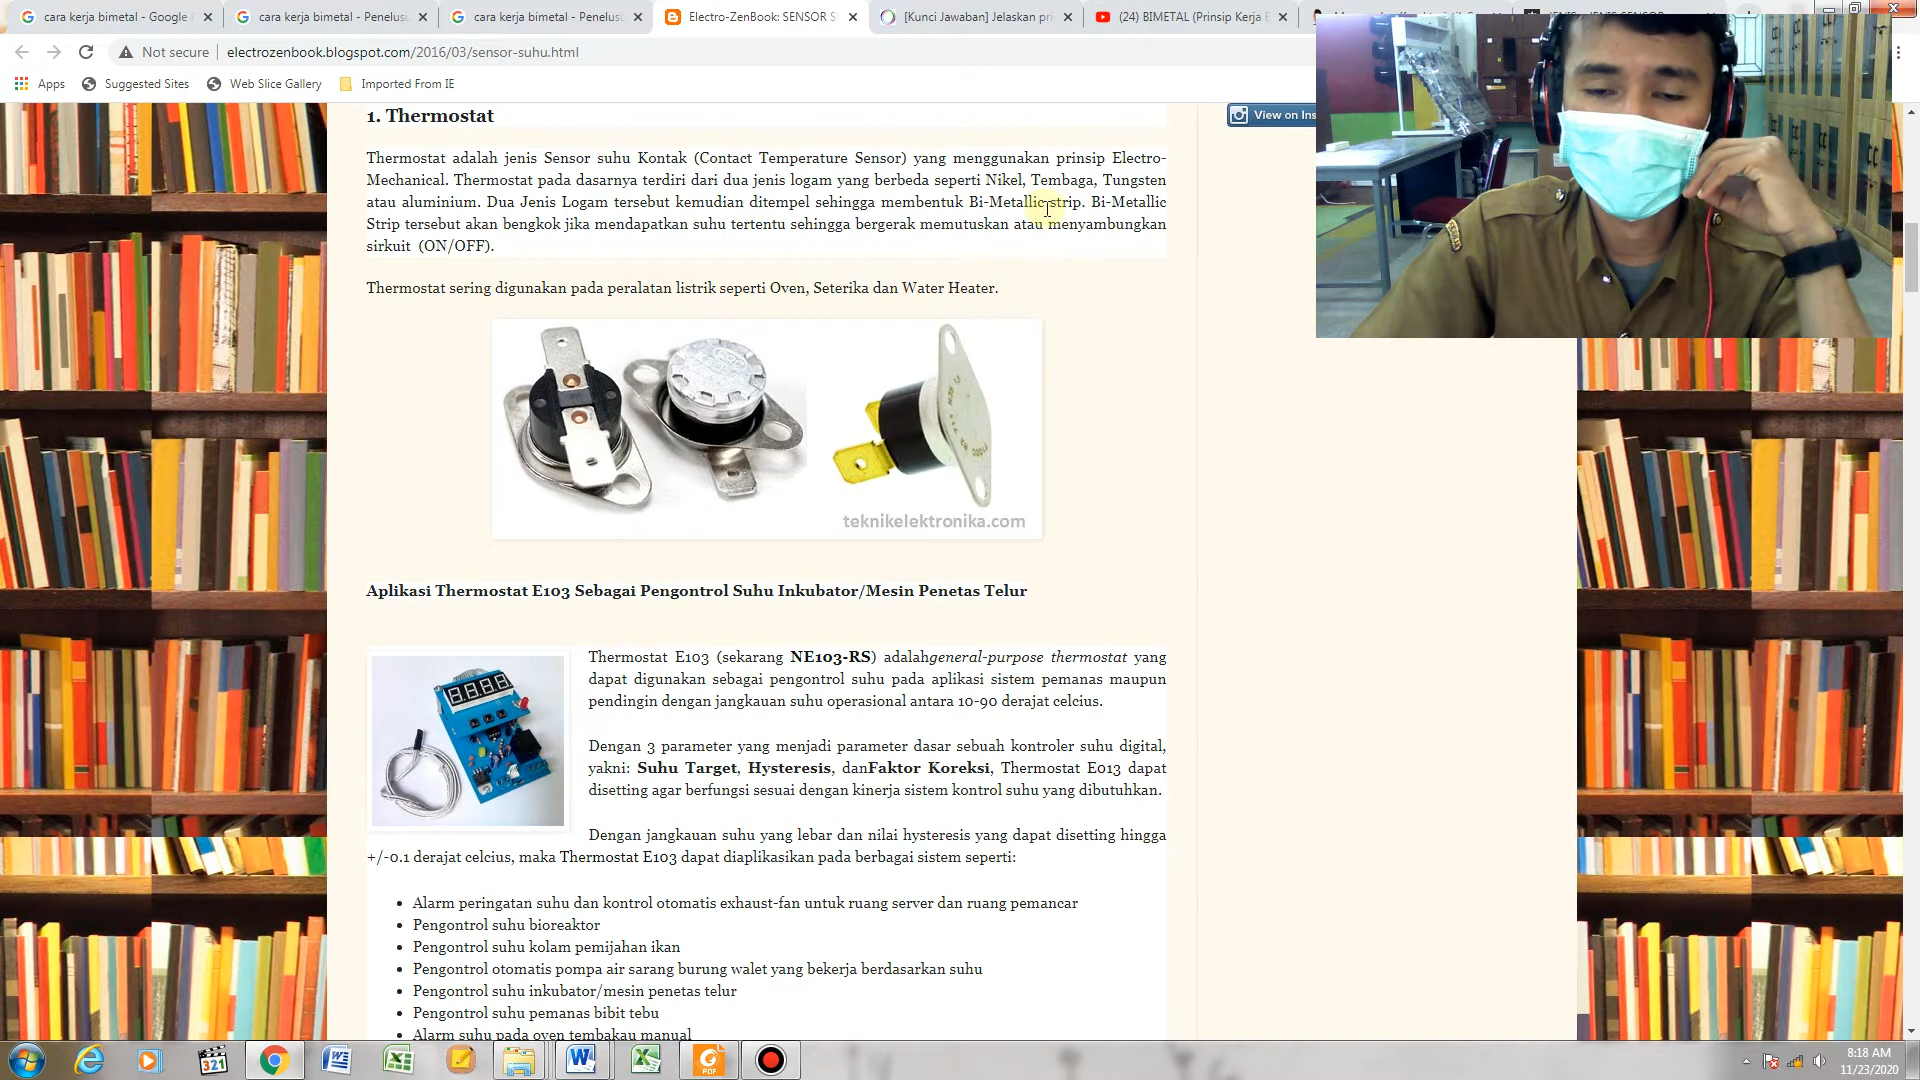 cara kerja bimetal - Google
cara kerja bimetal - Penelus
cara kerja bimetal - Penelus
Electro-ZenBook: SENSOR S
[Kunci Jawaban] Jelaskan pri
(24) BIMETAL (Prinsip Kerja
Not secure
electrozenbook.blogspot.com/2016/03/sensor-suhu.html
Apps
Suggested Sites
Web Slice Gallery
Imported From IE
1. Thermostat
View on Ins
Thermostat adalah jenis Sensor suhu Kontak (Contact Temperature Sensor) yang menggunakan prinsip Electro-
Mechanical. Thermostat pada dasarnya terdiri dari dua jenis logam yang berbeda seperti Nikel, Tembaga, Tungsten
atau aluminium. Dua Jenis Logam tersebut kemudian ditempel sehingga membentuk Bi-Metallic strip. Bi-Metallic
Strip tersebut akan bengkok jika mendapatkan suhu tertentu sehingga bergerak memutuskan atau menyambungkan
sirkuit (ON/OFF).
Thermostat sering digunakan pada peralatan listrik seperti Oven, Seterika dan Water Heater.
teknikelektronika.com
Aplikasi Thermostat E103 Sebagai Pengontrol Suhu Inkubator/Mesin Penetas Telur
Thermostat E103 (sekarang NE103-RS) adalahgeneral-purpose thermostat yang
dapat digunakan sebagai pengontrol suhu pada aplikasi sistem pemanas maupun
pendingin dengan jangkauan suhu operasional antara 10-90 derajat celcius.
Dengan 3 parameter yang menjadi parameter dasar sebuah kontroler suhu digital,
yakni: Suhu Target, Hysteresis, danFaktor Koreksi, Thermostat E013 dapat
disetting agar berfungsi sesuai dengan kinerja sistem kontrol suhu yang dibutuhkan.
Dengan jangkauan suhu yang lebar dan nilai hysteresis yang dapat disetting hingga
+/-0.1 derajat celcius, maka Thermostat E103 dapat diaplikasikan pada berbagai sistem seperti:
Alarm peringatan suhu dan kontrol otomatis exhaust-fan untuk ruang server dan ruang pemancar
Pengontrol suhu bioreaktor
Pengontrol suhu kolam pemijahan ikan
Pengontrol otomatis pompa air sarang burung walet yang bekerja berdasarkan suhu
Pengontrol suhu inkubator/mesin penetas telur
Pengontrol suhu pemanas bibit tebu
Alarm suhu pada oven tembakau manual
321
PDF
8:18 AM
11/23/2020